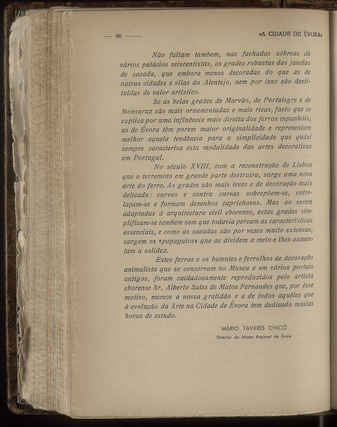 — 96 —
«A CIDADE DE ÉVORA»
Não faltam tambem, nas fachadas sóbreas de
vários palácios seiscentistas, as grades robustas das janelas
de sacada, que embora menos decoradas do que as de
outras cidades e vilas do Alentejo, nem por isso são desti-
tuídas de valor artístico.
Se as belas grades de Marvão, de Portalegre e de
Monsaraz são mais ornamentadas e mais ricas, facto que se
explica por uma influência mais direita dos ferros espanhóis,
as de Évora têm porem maior originalidade e representam
melhor aquela tendência para a simplicidade que quási
sempre caracterisa esta modalidade das artes decorativas
em Portugal.
No século XVIII, com a reconstrução de Lisboa
que o terremoto em grande parte destruira, surge uma nova
arte do ferro. As grades são mais leves e de decoração mais
delicada: curvas e contra curvas sobrepõem-se, entre-
laçam-se e formam desenhos caprichosos. Mas ao serem
adaptadas à arquitectura civil eborense, estas grades sim-
plificam-se tambem sem que todavia percam as características
essenciais, e como as sacadas são por vezes muito extensas,
surgem os «papagaios» que as dividem a meio e lhes aumen-
tam a solidez.
Estes ferros e os batentes e ferrolhos de decoração
animalista que se conservam no Museu e em vários portais
antigos, foram cuidadosamente reproduzidos pelo artista
eborense Sr. Alberto Sales de Matos Fernandes que, por êsse
motivo, merece a nossa gratidão e a de todos aquêles que
à evolução da Arte na Cidade de Évora tem dedicado muitas
horas de estudo.
MÁRIO TAVARES CHICÓ
Director do Museu Regional de Évora